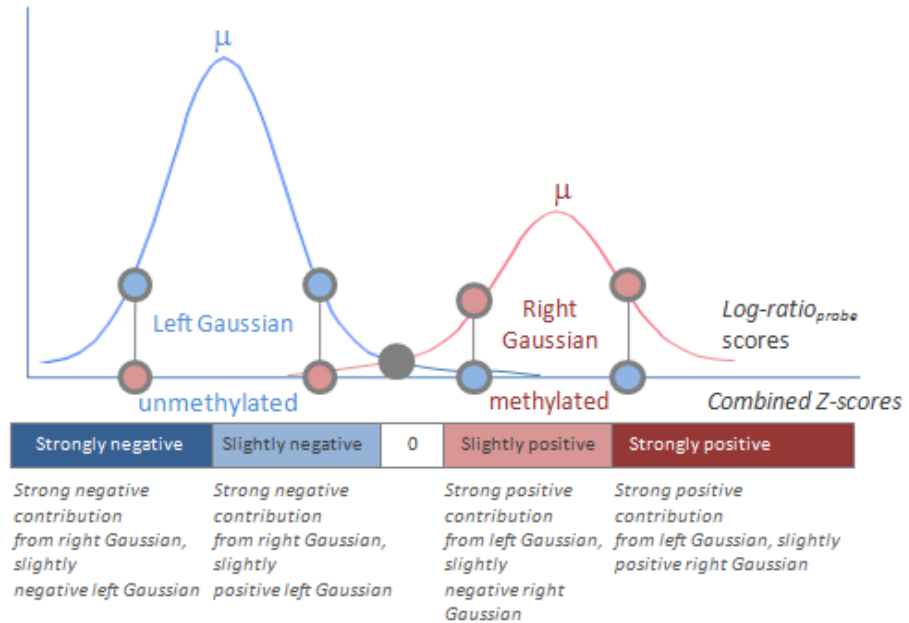 μ
μ
Left Gaussian
Right
Gaussian
Log-ratioprobe
scores
unmethylated
methylated
Combined Z-scores
Strongly negative
Slightly negative
0
Slightly positive
Strongly positive
Strong negative
contribution
from right Gaussian,
slightly
negative left Gaussian
Strong negative
contribution
from right Gaussian,
slightly
positive left Gaussian
Strong positive
contribution
from left Gaussian,
slightly
negative right
Gaussian
Strong positive
contribution
from left Gaussian, slightly
positive right Gaussian